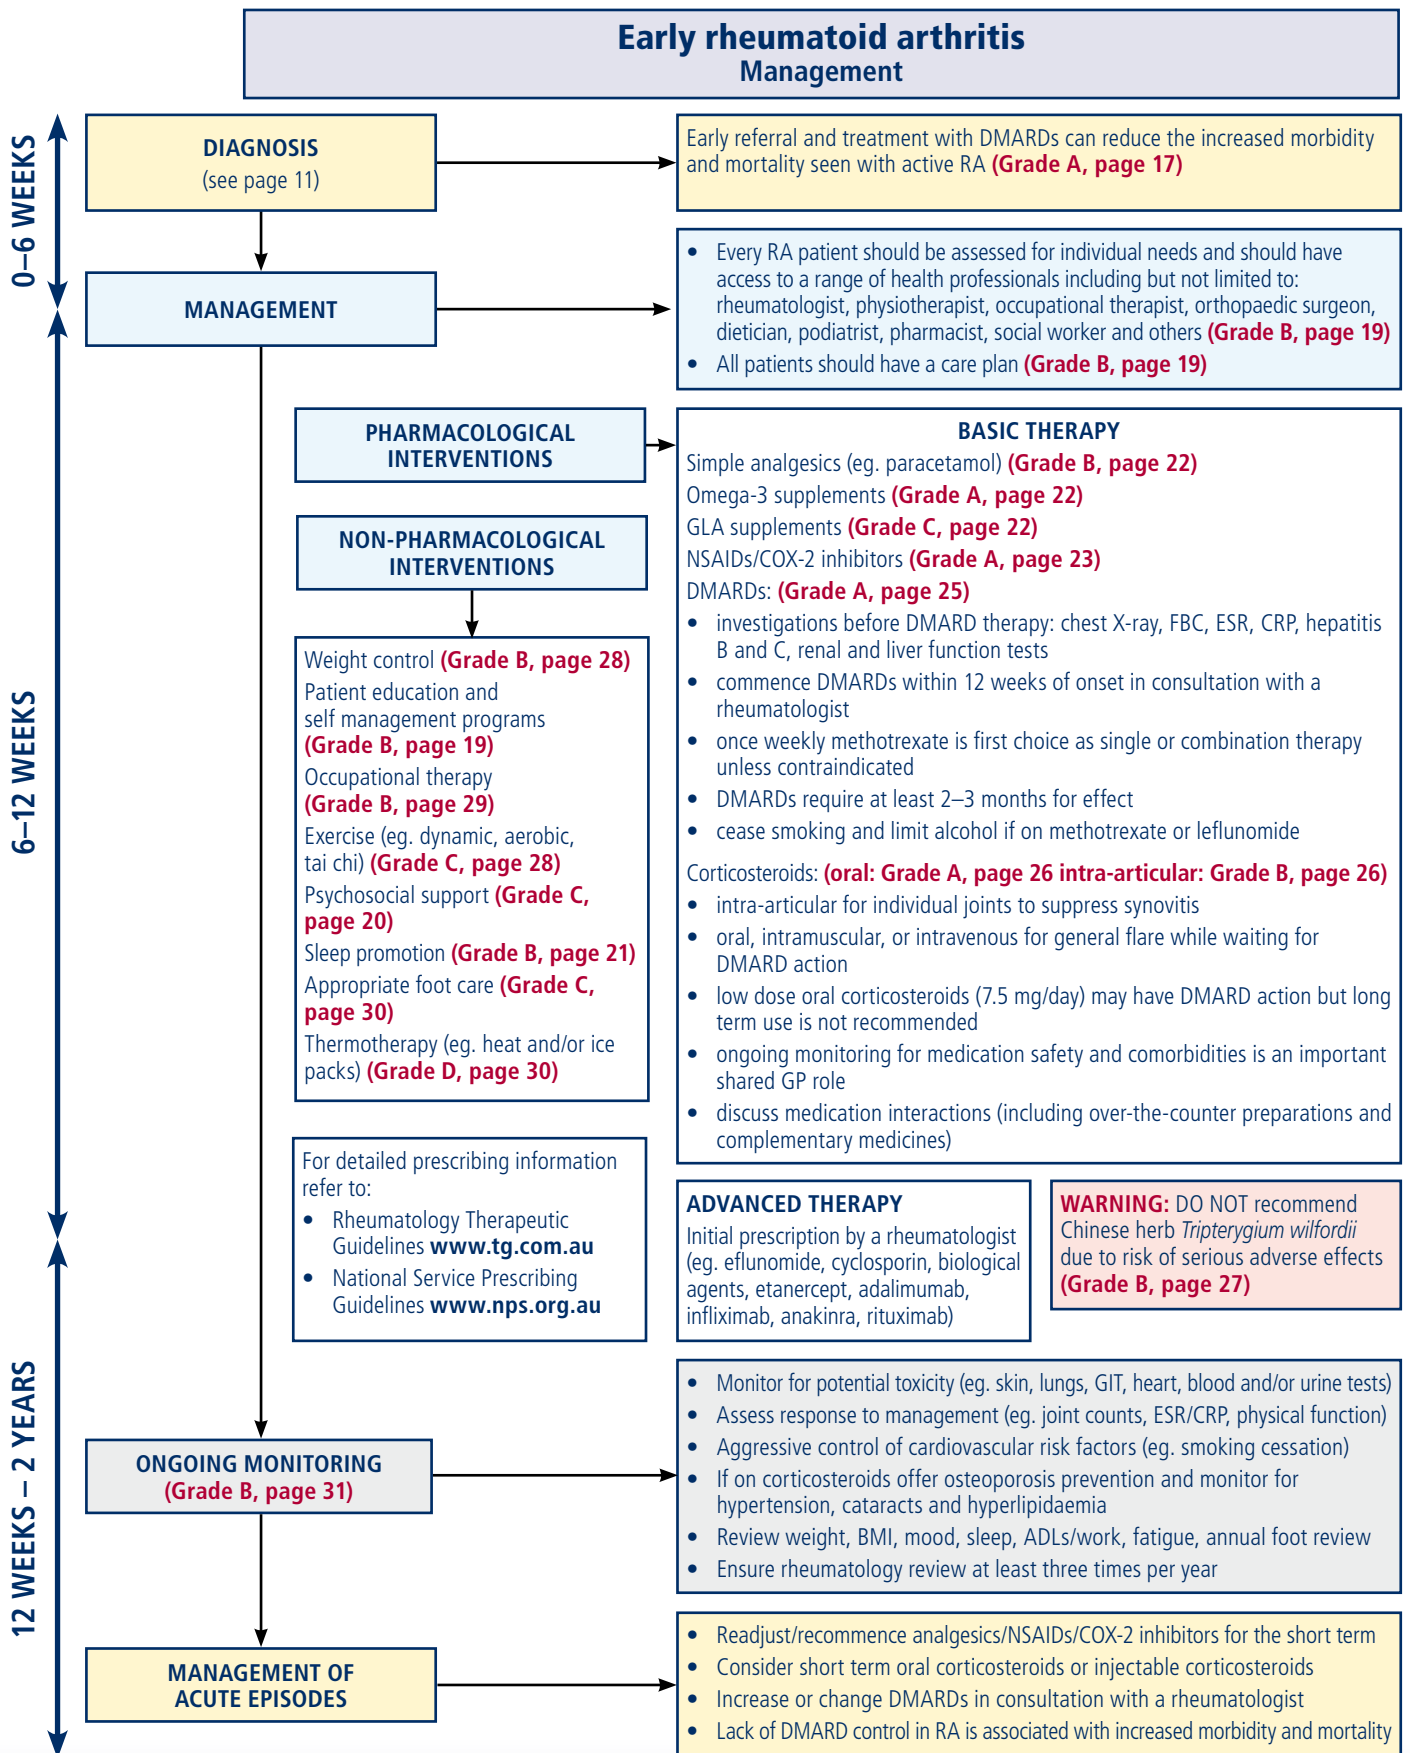 Early rheumatoid arthritis
Management
0–6 WEEKS
DIAGNOSIS
(see page 11)
Early referral and treatment with DMARDs can reduce the increased morbidity
and mortality seen with active RA (Grade A, page 17)
MANAGEMENT
• Every RA patient should be assessed for individual needs and should have
access to a range of health professionals including but not limited to:
rheumatologist, physiotherapist, occupational therapist, orthopaedic surgeon,
dietician, podiatrist, pharmacist, social worker and others (Grade B, page 19)
• All patients should have a care plan (Grade B, page 19)
6–12 WEEKS
PHARMACOLOGICAL
INTERVENTIONS
NON-PHARMACOLOGICAL
INTERVENTIONS
Weight control (Grade B, page 28)
Patient education and
self management programs
(Grade B, page 19)
Occupational therapy
(Grade B, page 29)
Exercise (eg. dynamic, aerobic,
tai chi) (Grade C, page 28)
Psychosocial support (Grade C,
page 20)
Sleep promotion (Grade B, page 21)
Appropriate foot care (Grade C,
page 30)
Thermotherapy (eg. heat and/or ice
packs) (Grade D, page 30)
BASIC THERAPY
Simple analgesics (eg. paracetamol) (Grade B, page 22)
Omega-3 supplements (Grade A, page 22)
GLA supplements (Grade C, page 22)
NSAIDs/COX-2 inhibitors (Grade A, page 23)
DMARDs: (Grade A, page 25)
• investigations before DMARD therapy: chest X-ray, FBC, ESR, CRP, hepatitis
B and C, renal and liver function tests
• commence DMARDs within 12 weeks of onset in consultation with a
rheumatologist
• once weekly methotrexate is first choice as single or combination therapy
unless contraindicated
• DMARDs require at least 2–3 months for effect
• cease smoking and limit alcohol if on methotrexate or leflunomide
Corticosteroids: (oral: Grade A, page 26 intra-articular: Grade B, page 26)
• intra-articular for individual joints to suppress synovitis
• oral, intramuscular, or intravenous for general flare while waiting for
DMARD action
• low dose oral corticosteroids (7.5 mg/day) may have DMARD action but long
term use is not recommended
• ongoing monitoring for medication safety and comorbidities is an important
shared GP role
• discuss medication interactions (including over-the-counter preparations and
complementary medicines)
For detailed prescribing information
refer to:
• Rheumatology Therapeutic
Guidelines www.tg.com.au
• National Service Prescribing
Guidelines www.nps.org.au
ADVANCED THERAPY
Initial prescription by a rheumatologist
(eg. eflunomide, cyclosporin, biological
agents, etanercept, adalimumab,
infliximab, anakinra, rituximab)
WARNING: DO NOT recommend
Chinese herb Tripterygium wilfordii
due to risk of serious adverse effects
(Grade B, page 27)
12 WEEKS – 2 YEARS
ONGOING MONITORING
(Grade B, page 31)
• Monitor for potential toxicity (eg. skin, lungs, GIT, heart, blood and/or urine tests)
• Assess response to management (eg. joint counts, ESR/CRP, physical function)
• Aggressive control of cardiovascular risk factors (eg. smoking cessation)
• If on corticosteroids offer osteoporosis prevention and monitor for
hypertension, cataracts and hyperlipidaemia
• Review weight, BMI, mood, sleep, ADLs/work, fatigue, annual foot review
• Ensure rheumatology review at least three times per year
MANAGEMENT OF
ACUTE EPISODES
• Readjust/recommence analgesics/NSAIDs/COX-2 inhibitors for the short term
• Consider short term oral corticosteroids or injectable corticosteroids
• Increase or change DMARDs in consultation with a rheumatologist
• Lack of DMARD control in RA is associated with increased morbidity and mortality